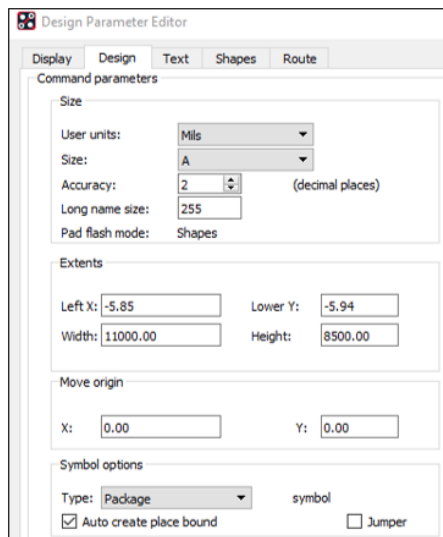 Design Parameter Editor
Display Design Text Shapes Route
Command parameters
Size
User units: Mils
Size: A
Accuracy: 2 (decimal places)
Long name size: 255
Pad flash mode: Shapes
Extents
Left X: -5.85 Lower Y: -5.94
Width: 11000.00 Height: 8500.00
Move origin
X: 0.00 Y: 0.00
Symbol options
Type: Package symbol
Auto create place bound Jumper